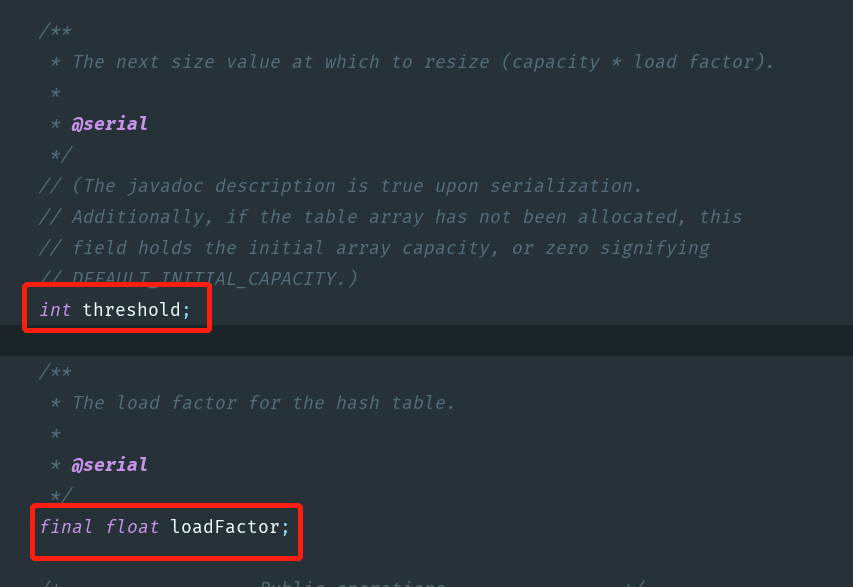 /**
* The next size value at which to resize (capacity * load factor).
*
* @serial
*/
// (The javadoc description is true upon serialization.
// Additionally, if the table array has not been allocated, this
// field holds the initial array capacity, or zero signifying
// DEFAULT_INITIAL_CAPACITY.)
int threshold;
/**
* The load factor for the hash table.
*
* @serial
*/
final float loadFactor;
/* Public operations */